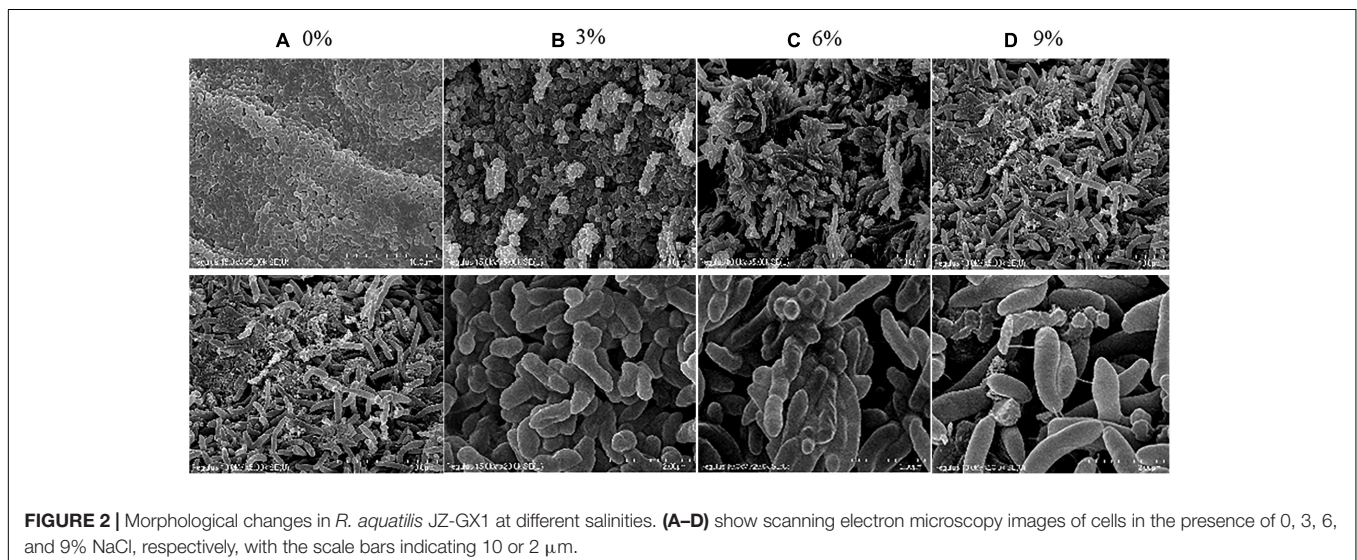 A 0% B 3% C 6% D 9%
FIGURE 2 | Morphological changes in R. aquatilis JZ-GX1 at different salinities. (A–D) show scanning electron microscopy images of cells in the presence of 0, 3, 6,
and 9% NaCl, respectively, with the scale bars indicating 10 or 2 μm.